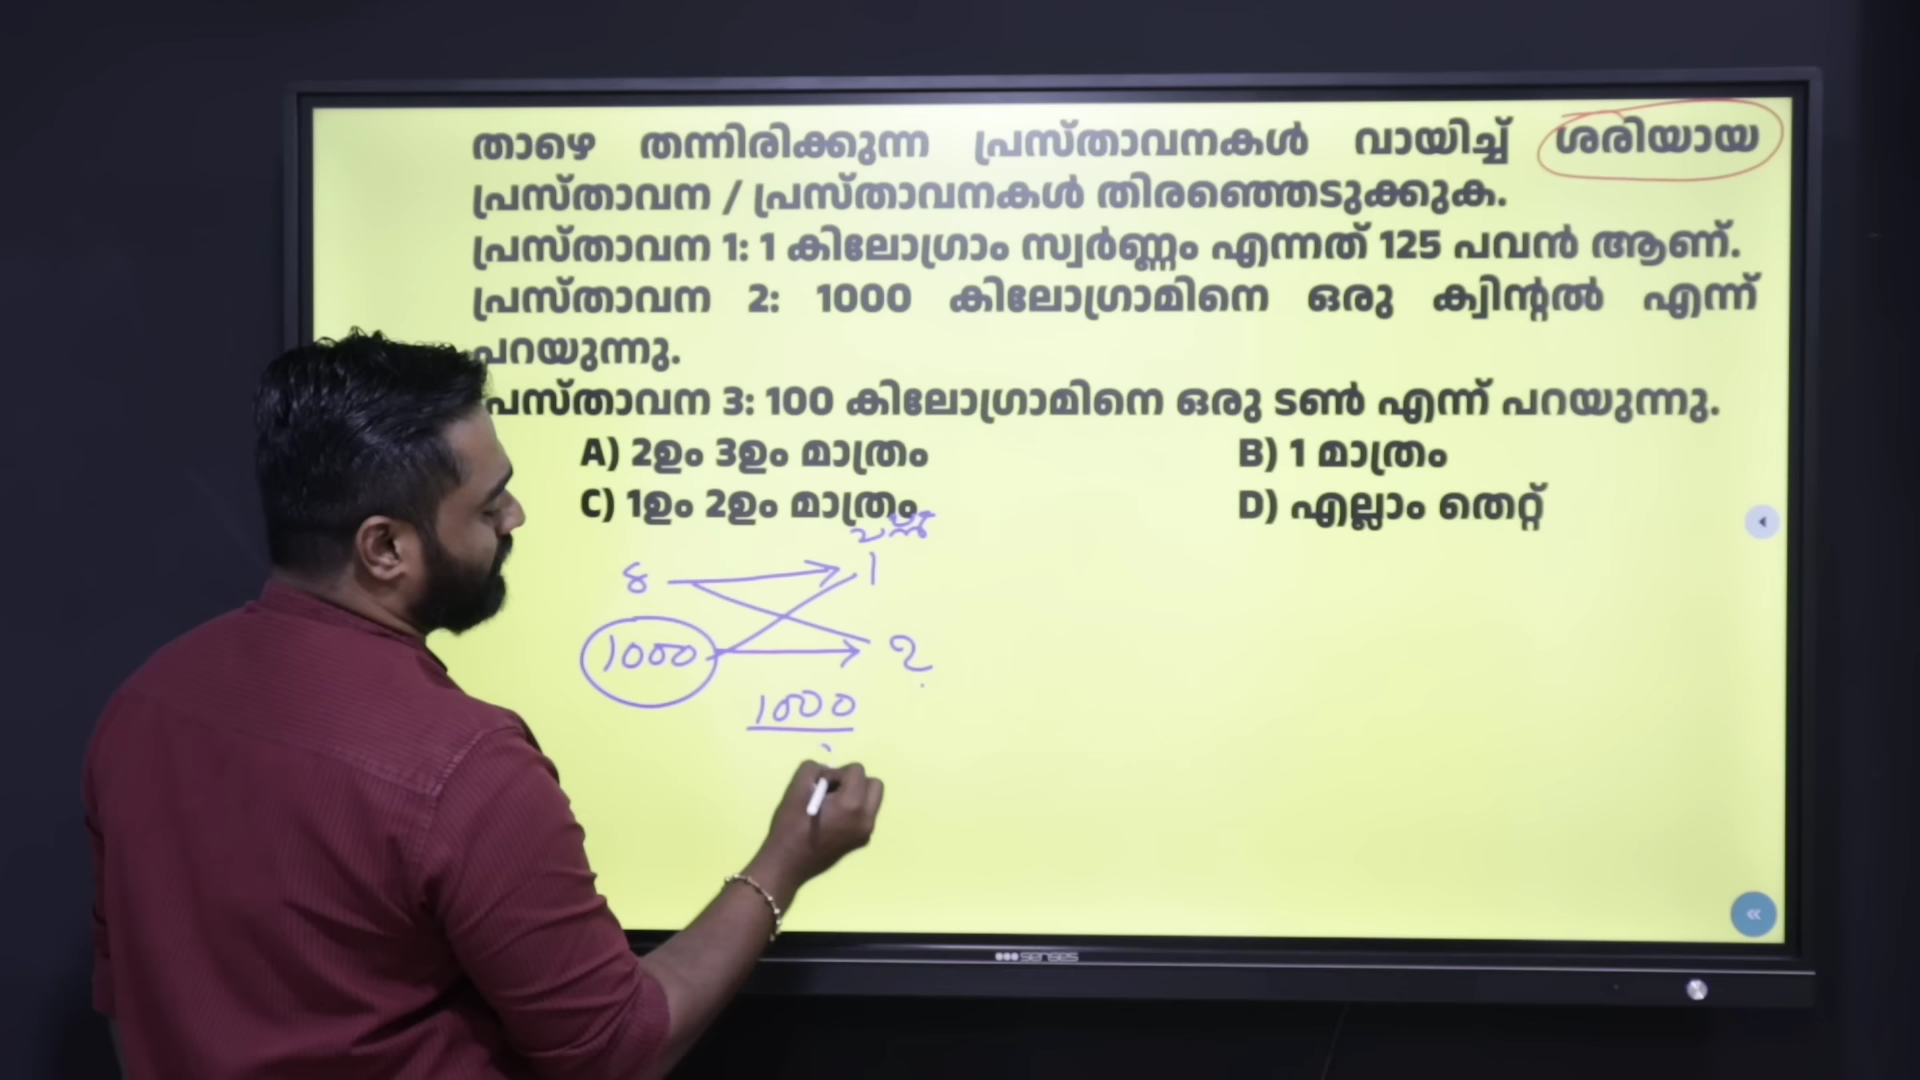 താഴെ തന്നിരിക്കുന്ന പ്രസ്താവനകൾ വായിച്ച് ശരിയായ
പ്രസ്താവന / പ്രസ്താവനകൾ തിരഞ്ഞെടുക്കുക.
പ്രസ്താവന 1: 1 കിലോഗ്രാം സ്വർണ്ണം എന്നത് 125 പവൻ ആണ്.
പ്രസ്താവന 2: 1000 കിലോഗ്രാമിനെ ഒരു ക്വിന്റൽ എന്ന്
പറയുന്നു.
പ്രസ്താവന 3: 100 കിലോഗ്രാമിനെ ഒരു ടൺ എന്ന് പറയുന്നു.
A) 2ഉം 3ഉം മാത്രം B) 1 മാത്രം
C) 1ഉം 2ഉം മാത്രം D) എല്ലാം തെറ്റ്
8 1
1000 ?
1000
senses